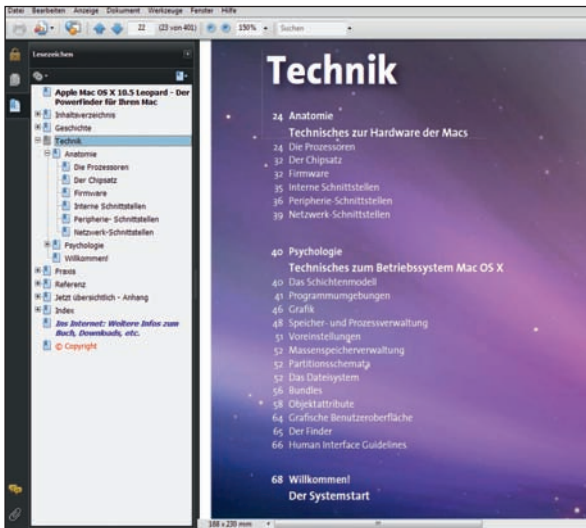 Datei Bearbeiten Anzeige Dokument Werkzeuge Fenster Hilfe
22 (23 von 401) 150% Suchen
Lesezeichen
Apple Mac OS X 10.5 Leopard - Der
Powerfinder für Ihren Mac
Inhaltsverzeichnis
Geschichte
Technik
Anatomie
Die Prozessoren
Der Chipsatz
Firmware
Interne Schnittstellen
Peripherie- Schnittstellen
Netzwerk-Schnittstellen
Psychologie
Willkommen!
Praxis
Referenz
Jetzt übersichtlich - Anhang
Index
Ins Internet: Weitere Infos zum
Buch, Downloads, etc.
© Copyright
Technik
24 Anatomie
Technisches zur Hardware der Macs
24 Die Prozessoren
32 Der Chipsatz
32 Firmware
35 Interne Schnittstellen
36 Peripherie-Schnittstellen
39 Netzwerk-Schnittstellen
40 Psychologie
Technisches zum Betriebssystem Mac OS X
40 Das Schichtenmodell
41 Programmumgebungen
46 Grafik
48 Speicher- und Prozessverwaltung
51 Voreinstellungen
52 Massenspeicherverwaltung
52 Partitionsschemata
52 Das Dateisystem
56 Bundles
58 Objektattribute
64 Grafische Benutzeroberfläche
65 Der Finder
66 Human Interface Guidelines
68 Willkommen!
Der Systemstart
188 x 230 mm